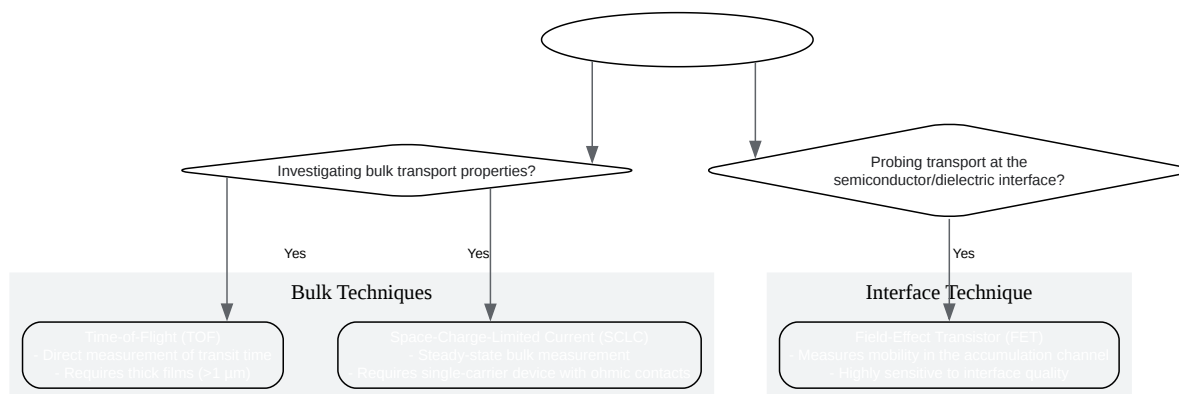 Investigating bulk transport properties?
Probing transport at the
semiconductor/dielectric interface?
Yes
Yes
Yes
Bulk Techniques
Interface Technique
Time-of-Flight (TOF)
- Direct measurement of transit time
- Requires thick films (>1 μm)
Space-Charge-Limited Current (SCLC)
- Steady-state bulk measurement
- Requires single-carrier device with ohmic contacts
Field-Effect Transistor (FET)
- Measures mobility in the accumulation channel
- Highly sensitive to interface quality